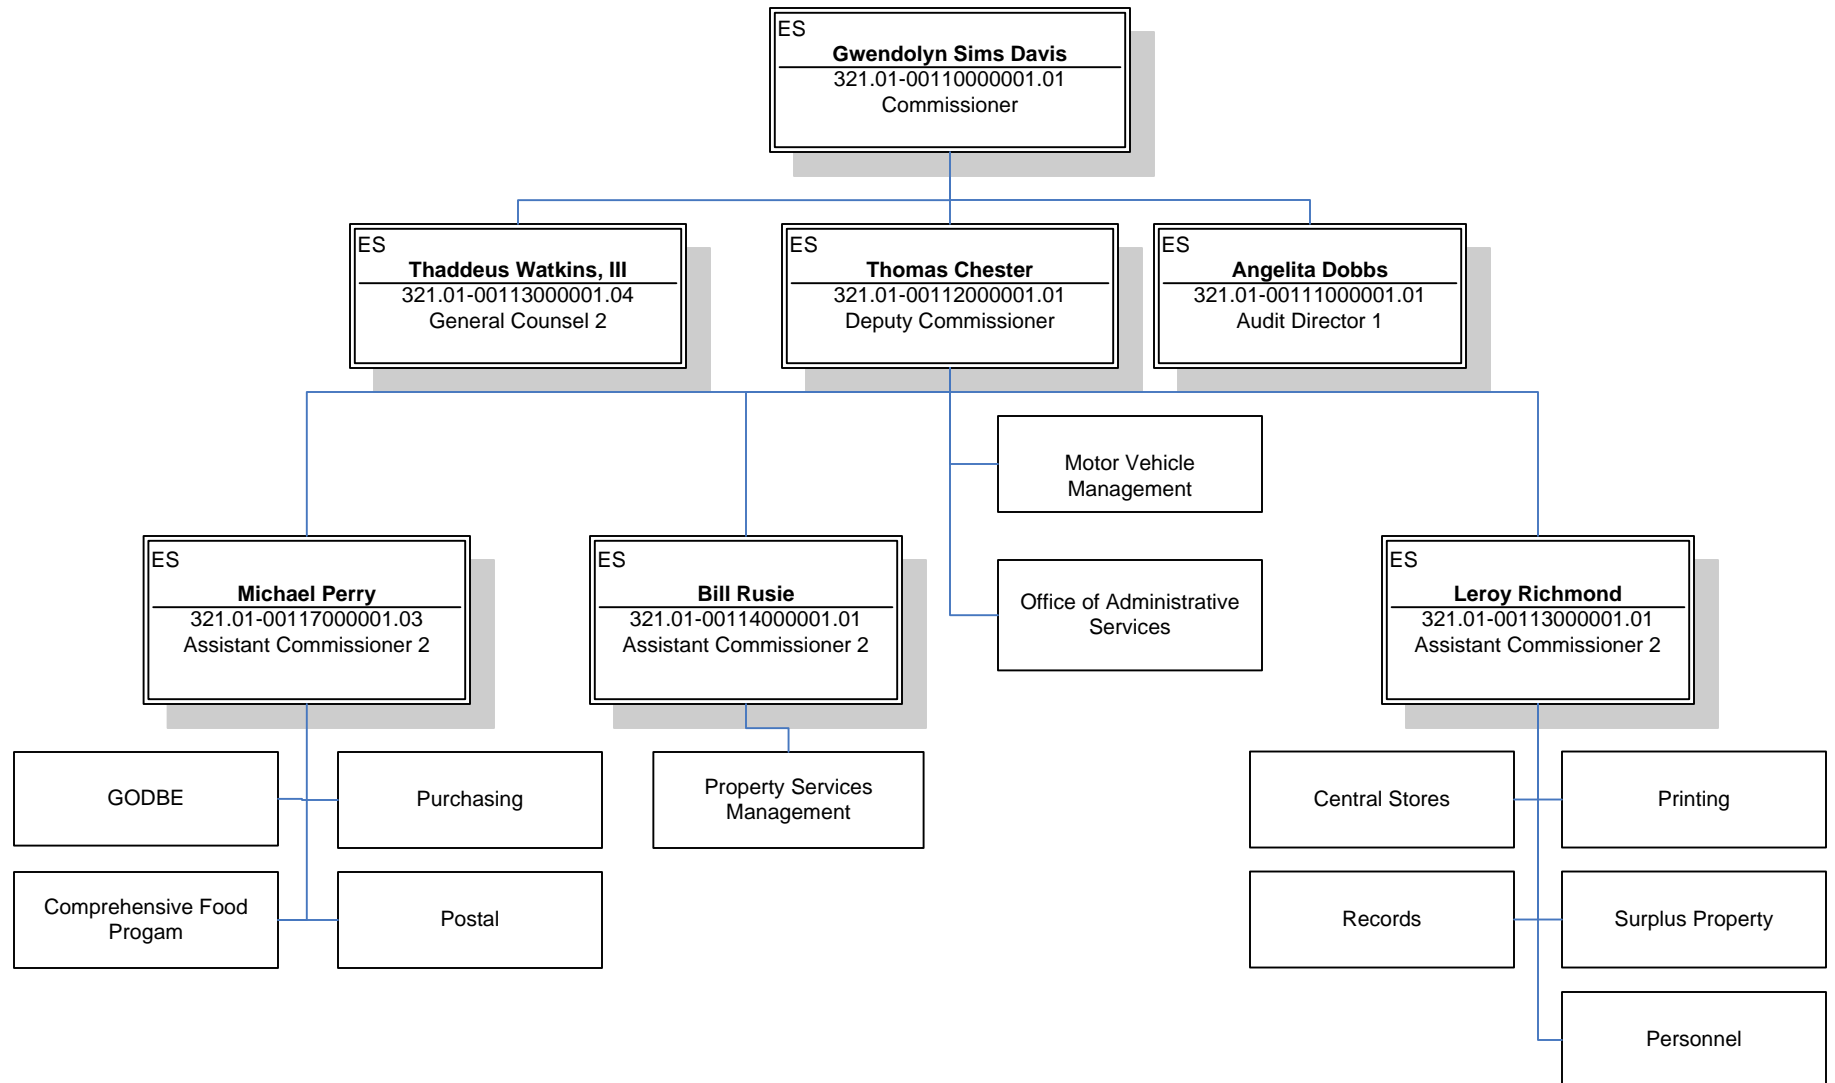 ES
Gwendolyn Sims Davis
321.01-00110000001.01
Commissioner
ES
Thaddeus Watkins, III
321.01-00113000001.04
General Counsel 2
ES
Thomas Chester
321.01-00112000001.01
Deputy Commissioner
ES
Angelita Dobbs
321.01-00111000001.01
Audit Director 1
Motor Vehicle
Management
Office of Administrative
Services
ES
Michael Perry
321.01-00117000001.03
Assistant Commissioner 2
ES
Bill Rusie
321.01-00114000001.01
Assistant Commissioner 2
ES
Leroy Richmond
321.01-00113000001.01
Assistant Commissioner 2
GODBE
Purchasing
Comprehensive Food
Progam
Postal
Property Services
Management
Central Stores
Printing
Records
Surplus Property
Personnel